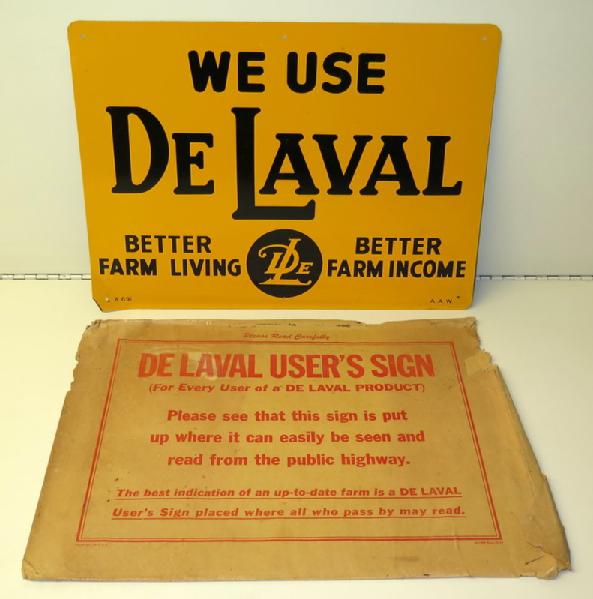 WE USE
DE LAVAL
BETTER FARM LIVING
DLE
BETTER FARM INCOME
A.A.W.
Please Read Carefully
DE LAVAL USER'S SIGN
(For Every User of a DE LAVAL PRODUCT)
Please see that this sign is put
up where it can easily be seen and
read from the public highway.
The best indication of an up-to-date farm is a DE LAVAL
User's Sign placed where all who pass by may read.